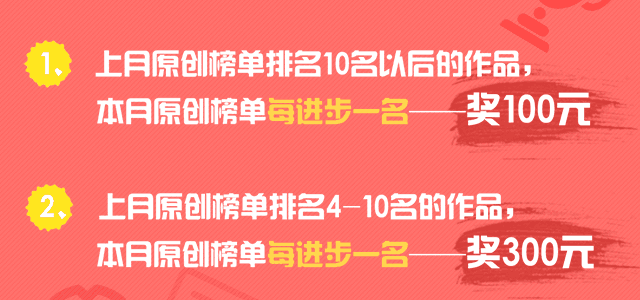 1、上月原创榜单排名10名以后的作品，
本月原创榜单每进步一名——奖100元
2、上月原创榜单排名4-10名的作品，
本月原创榜单每进步一名——奖300元